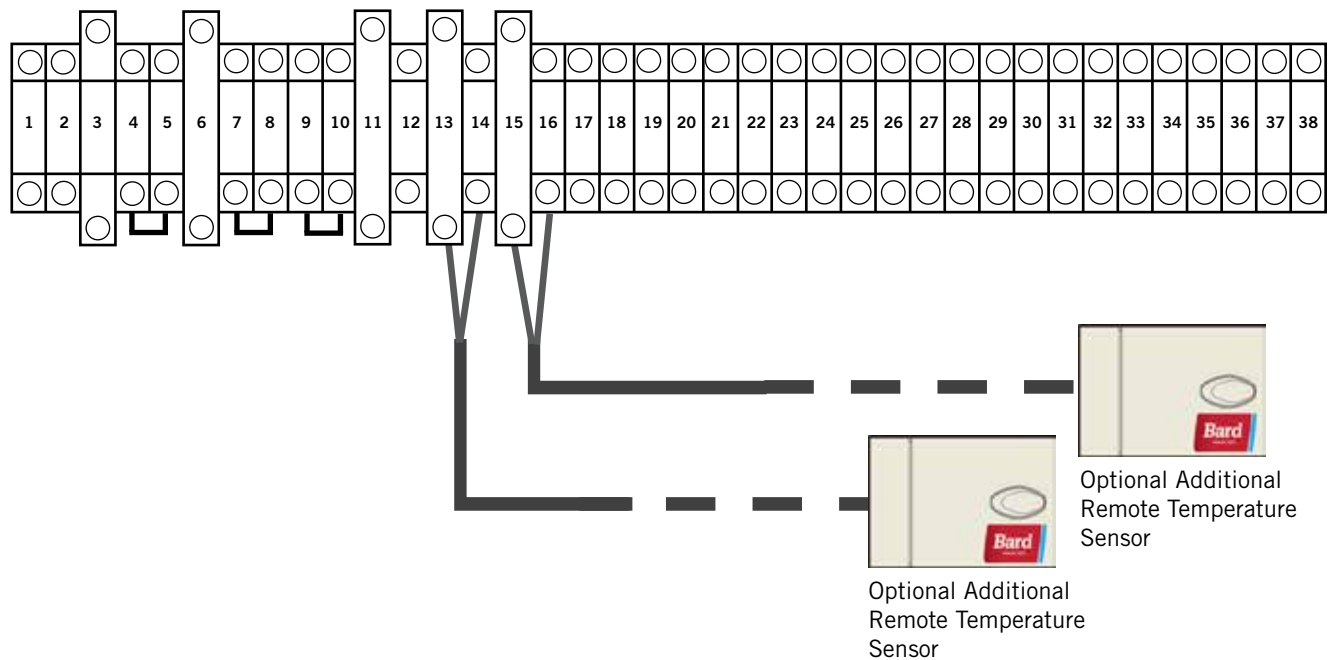 1 2 3 4 5 6 7 8 9 10 11 12 13 14 15 16 17 18 19 20 21 22 23 24 25 26 27 28 29 30 31 32 33 34 35 36 37 38
Bard
Optional Additional
Remote Temperature
Sensor
Bard
Optional Additional
Remote Temperature
Sensor